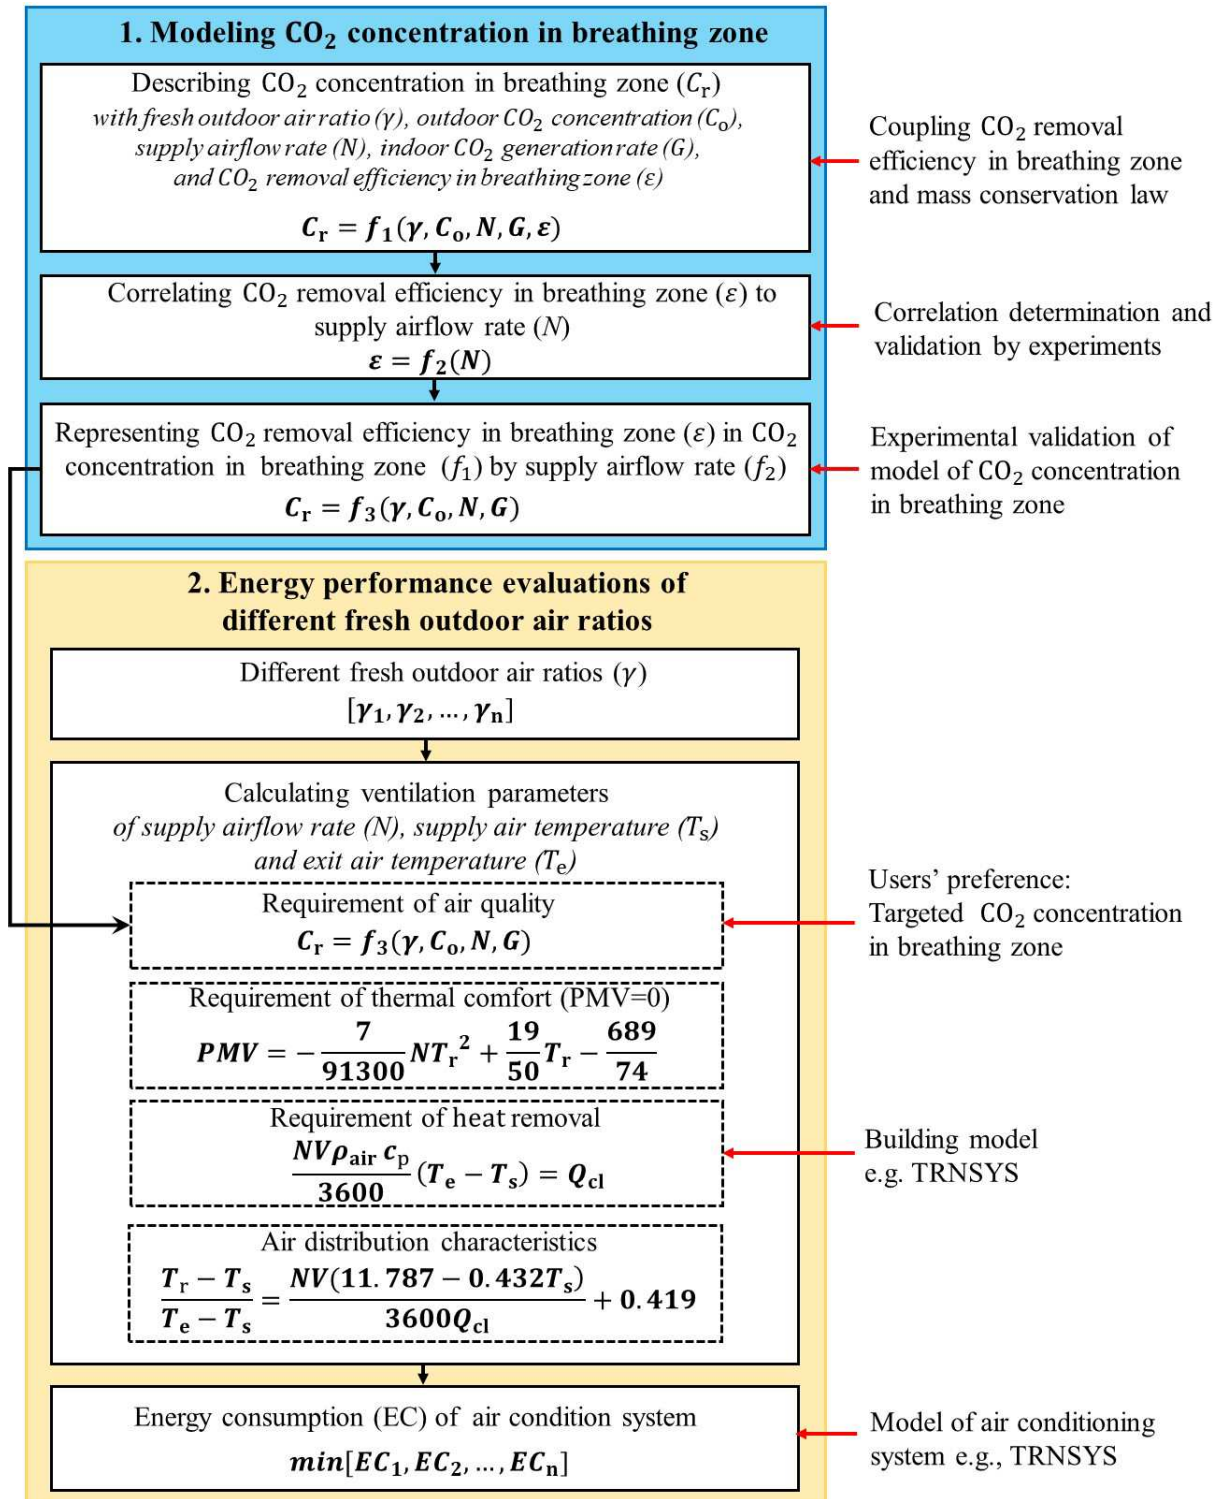 1. Modeling CO₂ concentration in breathing zone
Describing CO₂ concentration in breathing zone (Cᵣ)
with fresh outdoor air ratio (γ), outdoor CO₂ concentration (Cₒ),
supply airflow rate (N), indoor CO₂ generation rate (G),
and CO₂ removal efficiency in breathing zone (ε)
Cᵣ = f₁(γ, Cₒ, N, G, ε)
Coupling CO₂ removal
efficiency in breathing zone
and mass conservation law
Correlating CO₂ removal efficiency in breathing zone (ε) to
supply airflow rate (N)
ε = f₂(N)
Correlation determination and
validation by experiments
Representing CO₂ removal efficiency in breathing zone (ε) in CO₂
concentration in breathing zone (f₁) by supply airflow rate (f₂)
Cᵣ = f₃(γ, Cₒ, N, G)
Experimental validation of
model of CO₂ concentration
in breathing zone
2. Energy performance evaluations of
different fresh outdoor air ratios
Different fresh outdoor air ratios (γ)
[γ₁, γ₂, ..., γₙ]
Calculating ventilation parameters
of supply airflow rate (N), supply air temperature (Tₛ)
and exit air temperature (Tₑ)
Requirement of air quality
Cᵣ = f₃(γ, Cₒ, N, G)
Users' preference:
Targeted CO₂ concentration
in breathing zone
Requirement of thermal comfort (PMV=0)
PMV = −7/91300 NTᵣ² + 19/50 Tᵣ − 689/74
Requirement of heat removal
NVρ_air c_p/3600 (Tₑ − Tₛ) = Q_cl
Building model
e.g. TRNSYS
Air distribution characteristics
(Tᵣ − Tₛ)/(Tₑ − Tₛ) = NV(11.787 − 0.432Tₛ)/3600Q_cl + 0.419
Energy consumption (EC) of air condition system
min[EC₁, EC₂, ..., ECₙ]
Model of air conditioning
system e.g., TRNSYS